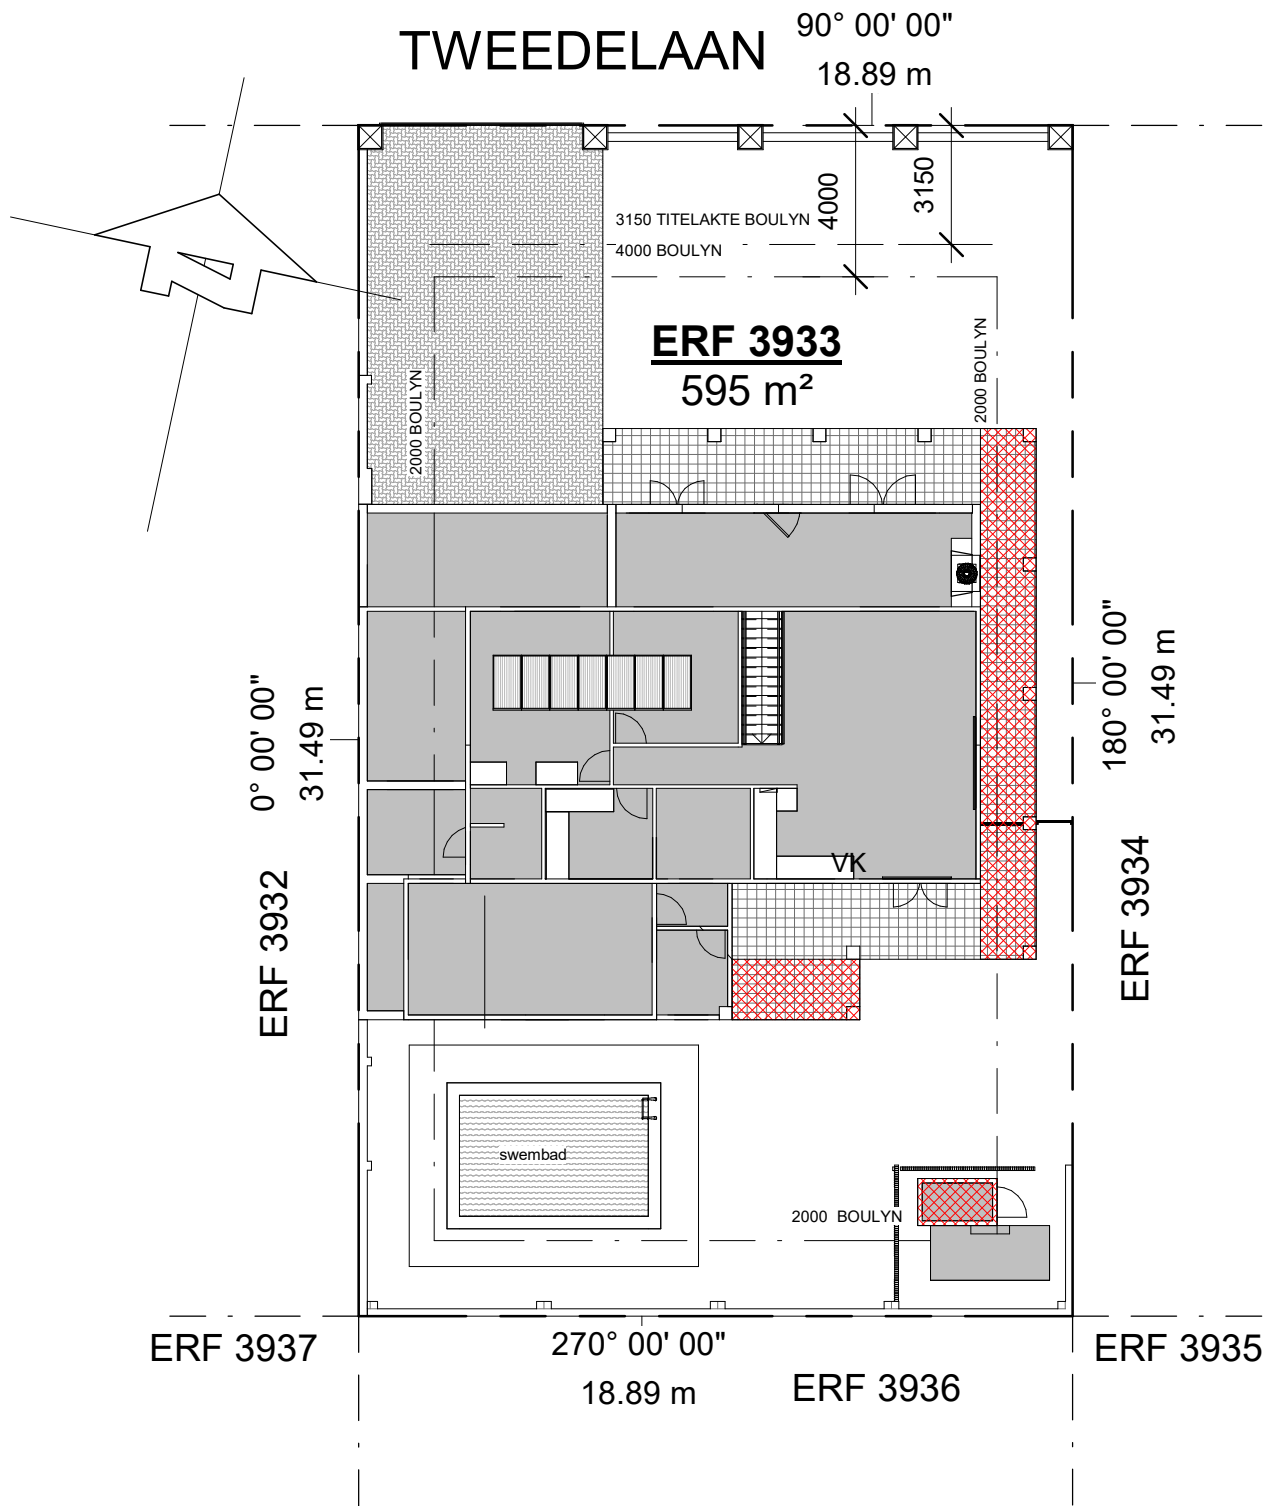 TWEEDELAAN
90° 00' 00"
18.89 m
4000
3150
3150 TITELAKTE BOULYN
4000 BOULYN
ERF 3933
595 m²
2000 BOULYN
2000 BOULYN
0° 00' 00"
31.49 m
180° 00' 00"
31.49 m
VK
ERF 3932
ERF 3934
swembad
2000 BOULYN
ERF 3937
270° 00' 00"
18.89 m
ERF 3936
ERF 3935